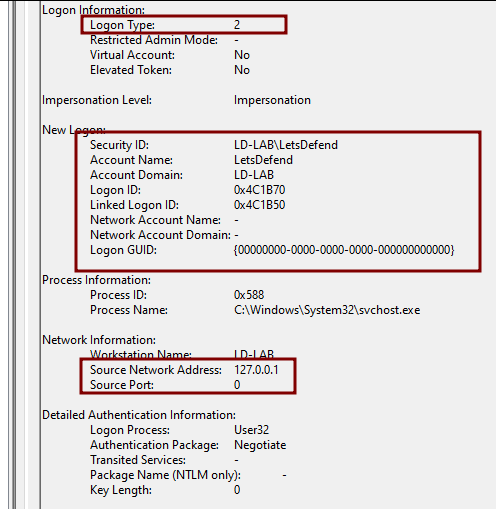 Logon Information:
Logon Type: 2
Restricted Admin Mode: -
Virtual Account: No
Elevated Token: No
Impersonation Level: Impersonation
New Logon:
Security ID: LD-LAB\LetsDefend
Account Name: LetsDefend
Account Domain: LD-LAB
Logon ID: 0x4C1B70
Linked Logon ID: 0x4C1B50
Network Account Name: -
Network Account Domain: -
Logon GUID: {00000000-0000-0000-0000-000000000000}
Process Information:
Process ID: 0x588
Process Name: C:\Windows\System32\svchost.exe
Network Information:
Workstation Name: LD-LAB
Source Network Address: 127.0.0.1
Source Port: 0
Detailed Authentication Information:
Logon Process: User32
Authentication Package: Negotiate
Transited Services: -
Package Name (NTLM only): -
Key Length: 0